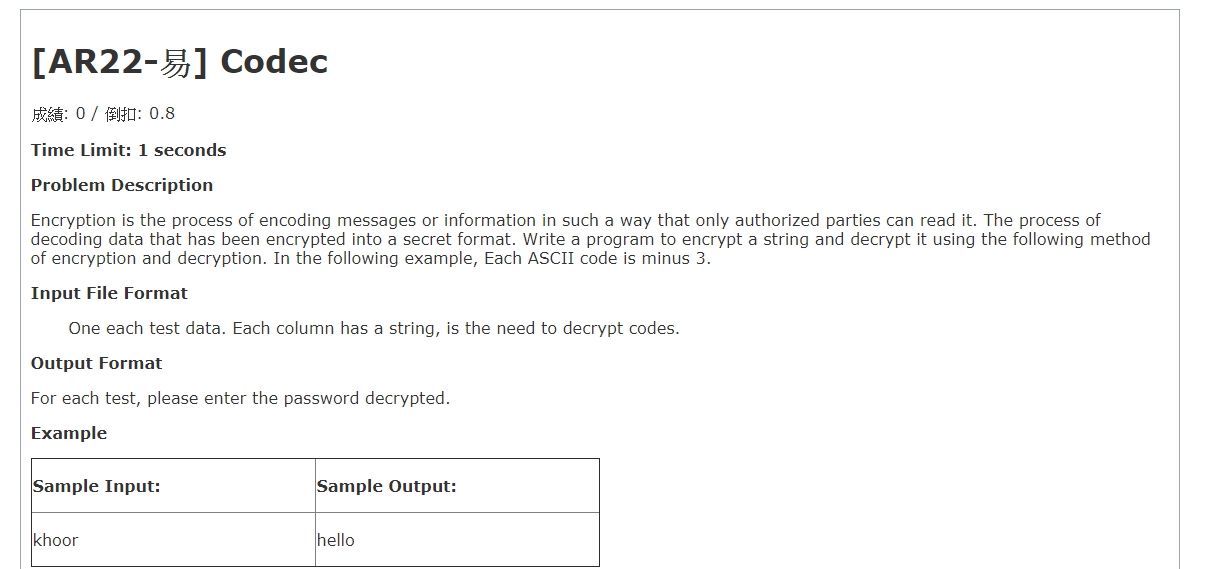 [AR22-易] Codec
成績: 0 / 倒扣: 0.8
Time Limit: 1 seconds
Problem Description
Encryption is the process of encoding messages or information in such a way that only authorized parties can read it. The process of
decoding data that has been encrypted into a secret format. Write a program to encrypt a string and decrypt it using the following method
of encryption and decryption. In the following example, Each ASCII code is minus 3.
Input File Format
One each test data. Each column has a string, is the need to decrypt codes.
Output Format
For each test, please enter the password decrypted.
Example
Sample Input: Sample Output:
khoor hello